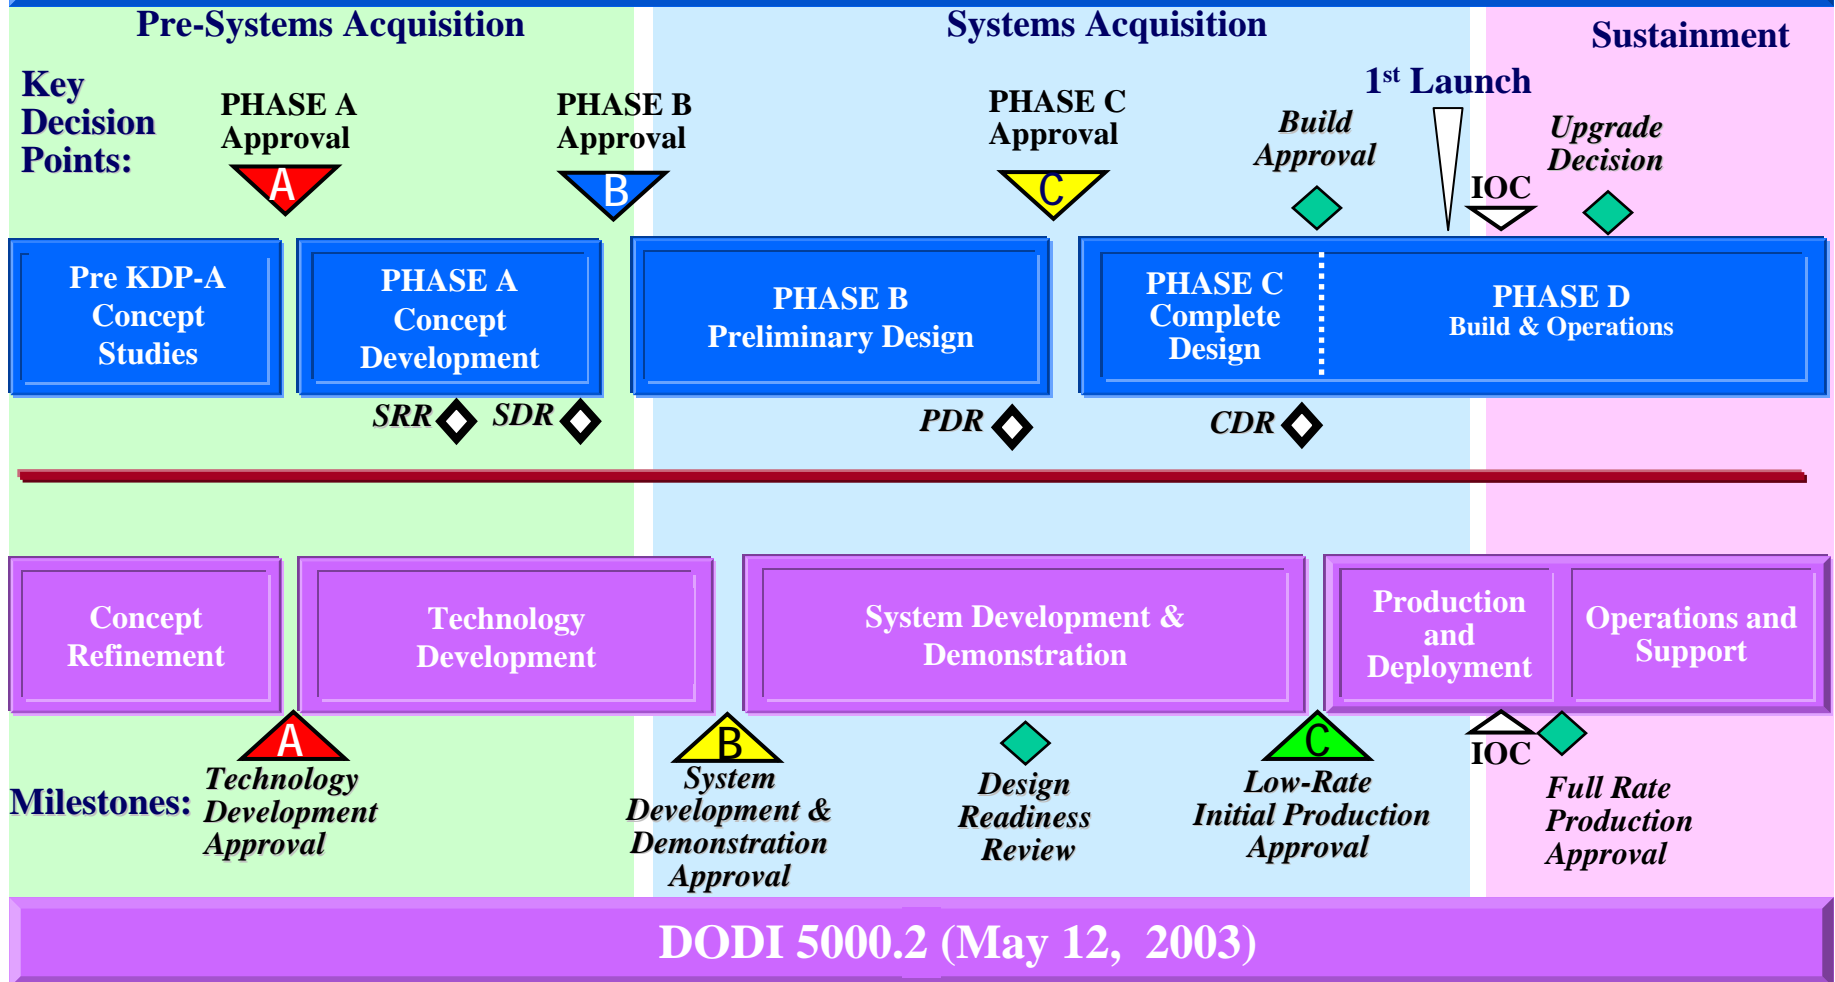 Pre-Systems Acquisition
Systems Acquisition
Sustainment
Key
Decision
Points:
PHASE A
Approval
PHASE B
Approval
PHASE C
Approval
Build
Approval
1st Launch
IOC
Upgrade
Decision
A
B
C
Pre KDP-A
Concept
Studies
PHASE A
Concept
Development
PHASE B
Preliminary Design
PHASE C
Complete
Design
PHASE D
Build & Operations
SRR
SDR
PDR
CDR
Concept
Refinement
Technology
Development
System Development &
Demonstration
Production
and
Deployment
Operations and
Support
A
B
C
IOC
Milestones:
Technology
Development
Approval
System
Development &
Demonstration
Approval
Design
Readiness
Review
Low-Rate
Initial Production
Approval
Full Rate
Production
Approval
DODI 5000.2 (May 12, 2003)